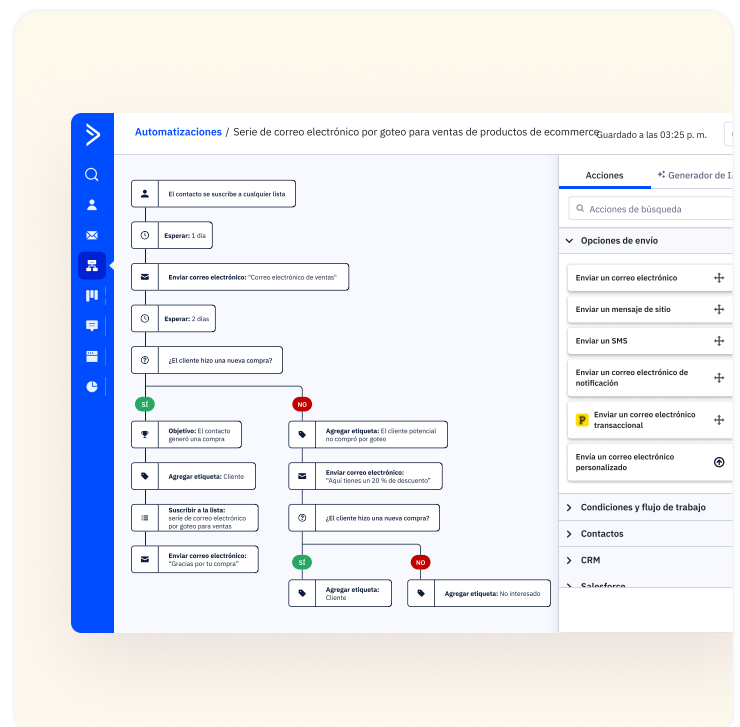 Automatizaciones / Serie de correo electrónico por goteo para ventas de productos de ecommerce
Guardado a las 03:25 p. m.
Acciones
Generador de IA
Acciones de búsqueda
Opciones de envío
Enviar un correo electrónico
Enviar un mensaje de sitio
Enviar un SMS
Enviar un correo electrónico de
notificación
Enviar un correo electrónico
transaccional
Envía un correo electrónico
personalizado
Condiciones y flujo de trabajo
Contactos
CRM
Salesforce
El contacto se suscribe a cualquier lista
Esperar: 1 día
Enviar correo electrónico: "Correo electrónico de ventas"
Esperar: 2 días
¿El cliente hizo una nueva compra?
SÍ
NO
Objetivo: El contacto
generó una compra
Agregar etiqueta: Cliente
Suscribir a la lista:
serie de correo electrónico
por goteo para ventas
Enviar correo electrónico:
"Gracias por tu compra"
Agregar etiqueta: El cliente potencial
no compró por goteo
Enviar correo electrónico:
"Aquí tienes un 20 % de descuento"
¿El cliente hizo una nueva compra?
SÍ
NO
Agregar etiqueta:
Cliente
Agregar etiqueta: No interesado